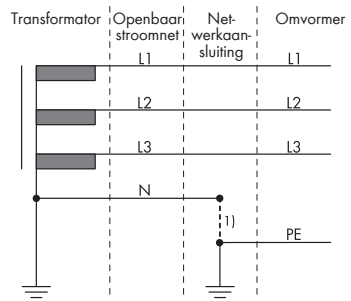 Transformator
Openbaar
stroomnet
Net-
werkaan-
sluiting
Omvormer
L1
L1
L2
L2
L3
L3
N
1)
PE